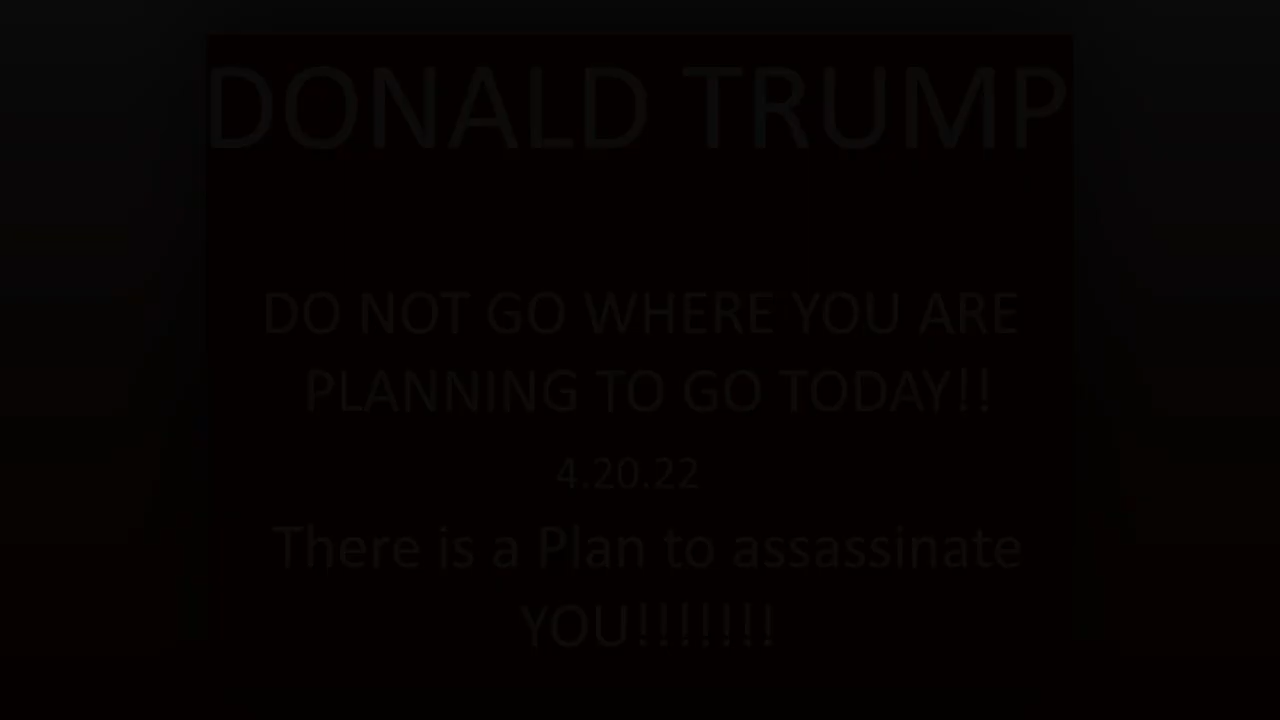 DONALD TRUMP
DO NOT GO WHERE YOU ARE
PLANNING TO GO TODAY!!
4.20.22
There is a Plan to assassinate
YOU!!!!!!!